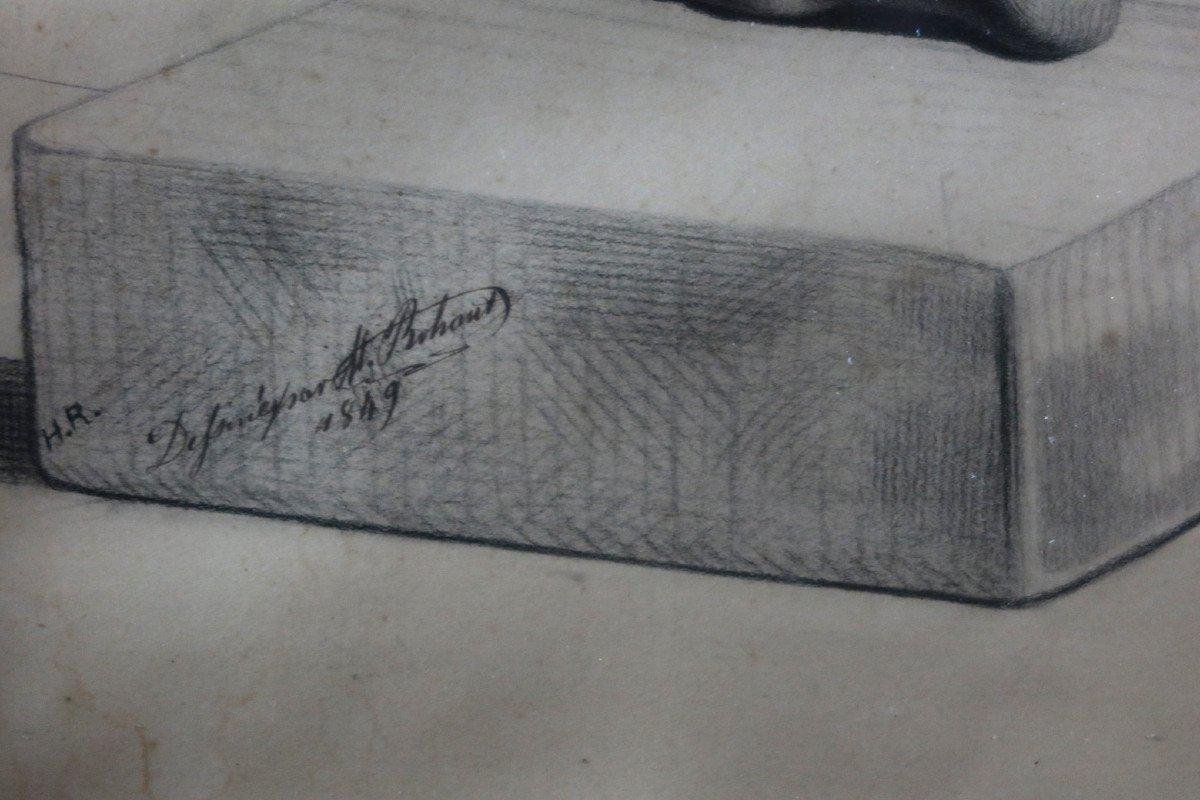 H.R.
Dessiné par H. Rohaut
1849